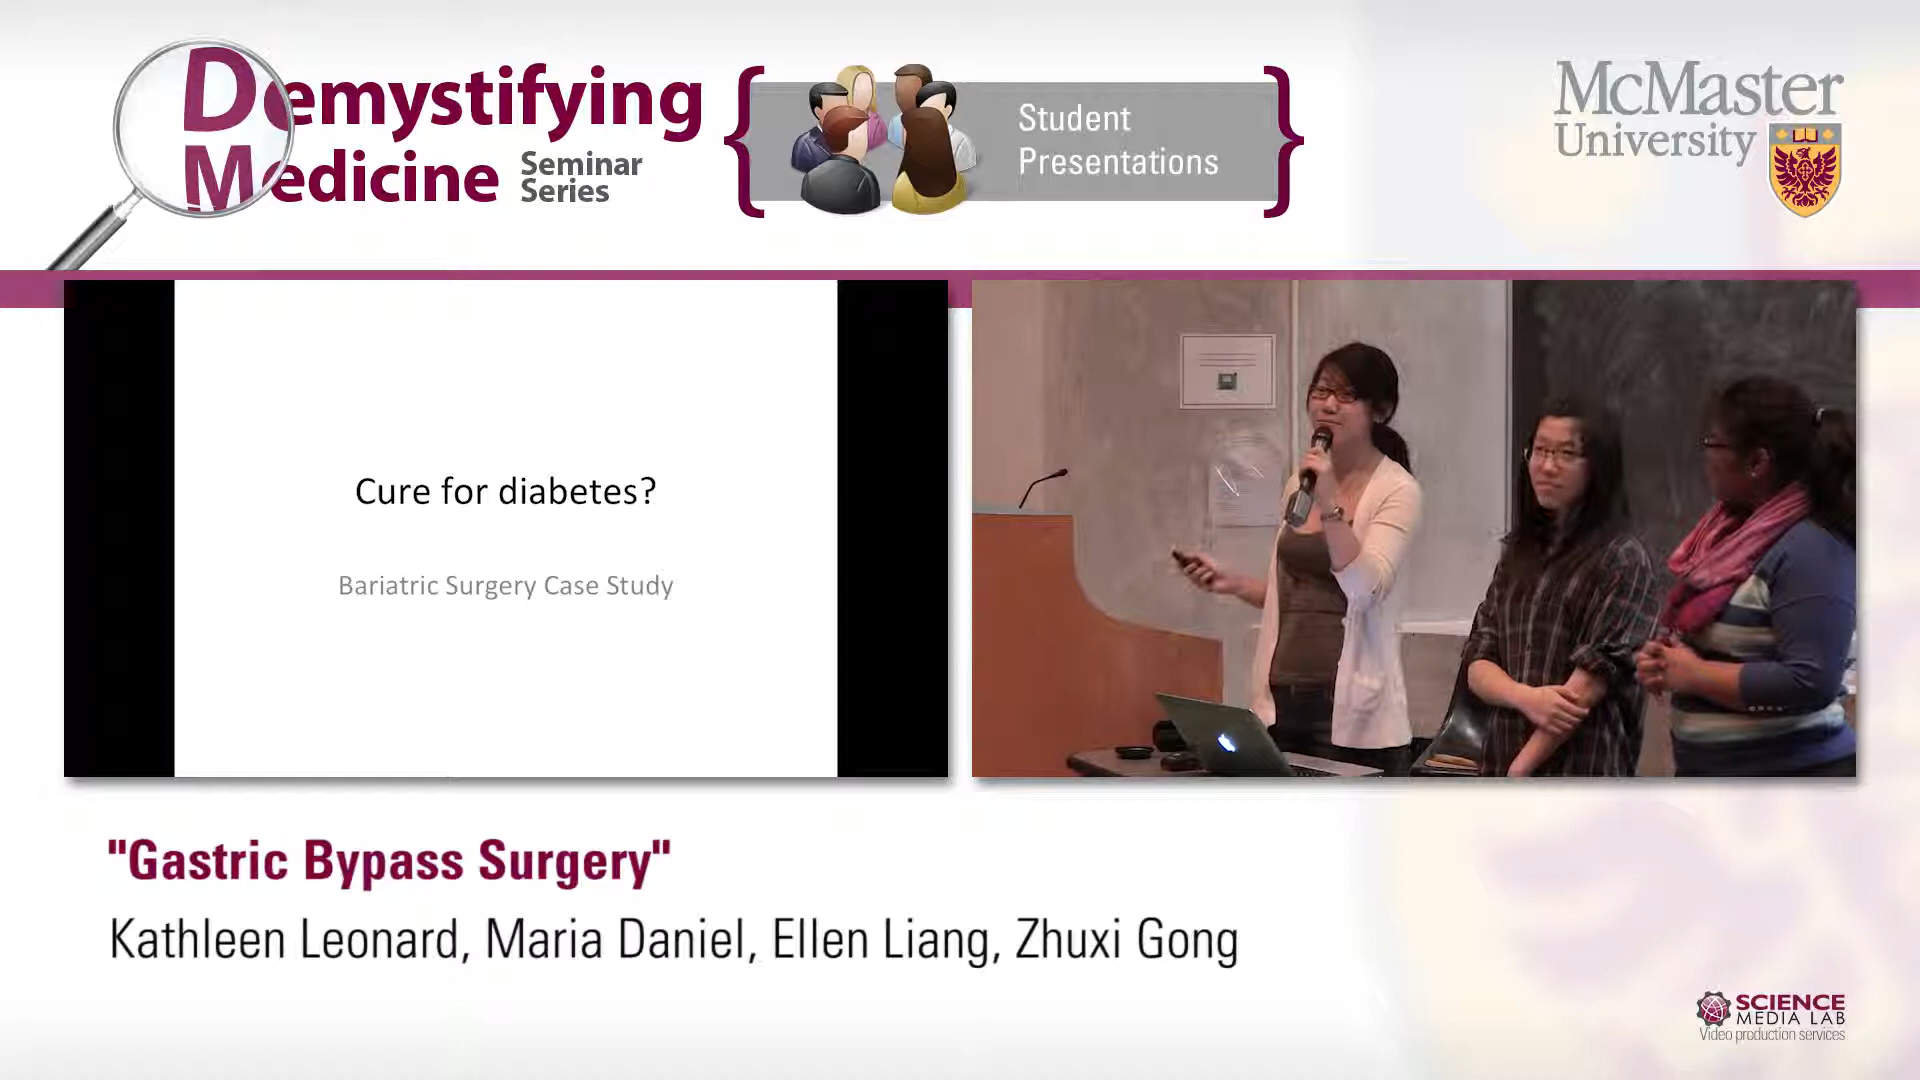 Demystifying
Medicine Seminar Series
Student
Presentations
McMaster
University
Cure for diabetes?
Bariatric Surgery Case Study
"Gastric Bypass Surgery"
Kathleen Leonard, Maria Daniel, Ellen Liang, Zhuxi Gong
SCIENCE
MEDIA LAB
Video production services